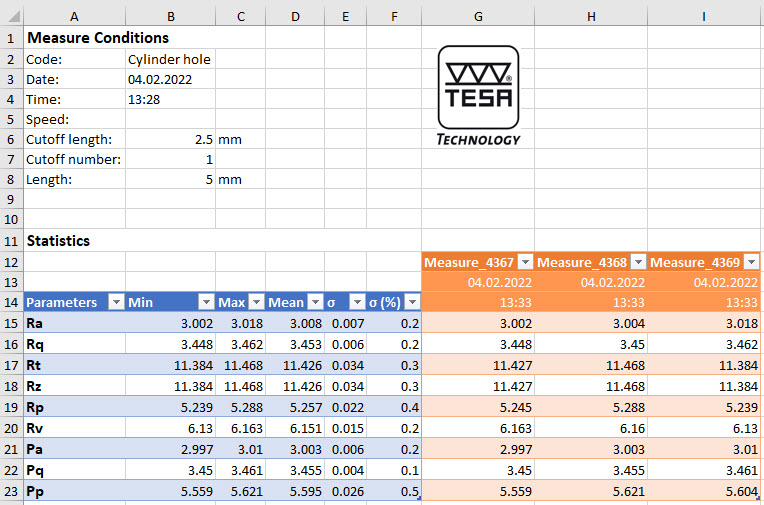 A B C D E F G H I
1 Measure Conditions
2 Code: Cylinder hole
3 Date: 04.02.2022
4 Time: 13:28
5 Speed:
6 Cutoff length: 2.5 mm
7 Cutoff number: 1
8 Length: 5 mm
TESA ®
TECHNOLOGY
9
10
11 Statistics
12 Measure_4367 Measure_4368 Measure_4369
13 04.02.2022 04.02.2022 04.02.2022
14 Parameters Min Max Mean σ σ (%) 13:33 13:33 13:33
15 Ra 3.002 3.018 3.008 0.007 0.2 3.002 3.004 3.018
16 Rq 3.448 3.462 3.453 0.006 0.2 3.448 3.45 3.462
17 Rt 11.384 11.468 11.426 0.034 0.3 11.427 11.468 11.384
18 Rz 11.384 11.468 11.426 0.034 0.3 11.427 11.468 11.384
19 Rp 5.239 5.288 5.257 0.022 0.4 5.245 5.288 5.239
20 Rv 6.13 6.163 6.151 0.015 0.2 6.163 6.16 6.13
21 Pa 2.997 3.01 3.003 0.006 0.2 2.997 3.003 3.01
22 Pq 3.45 3.461 3.455 0.004 0.1 3.45 3.455 3.461
23 Pp 5.559 5.621 5.595 0.026 0.5 5.559 5.621 5.604